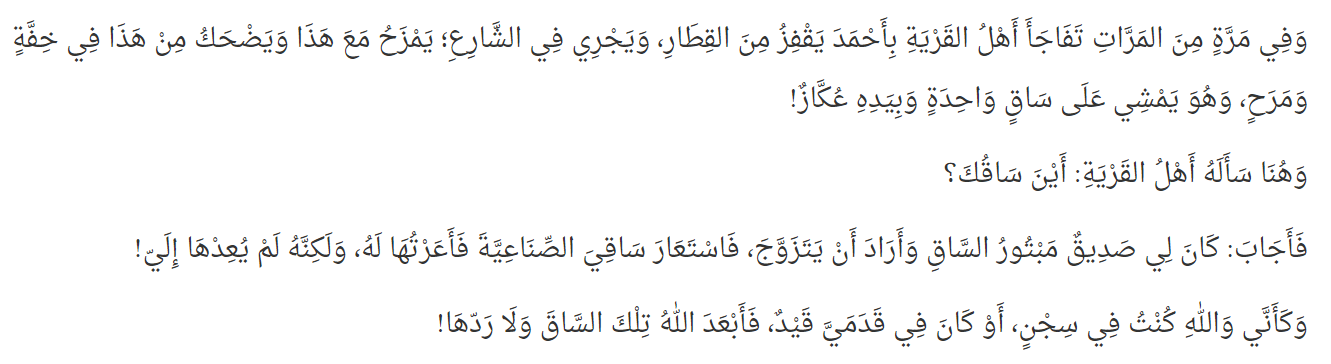 وَفِي مَرَّةٍ مِنَ المَرَّاتِ تَفَاجَأَ أَهْلُ القَرْيَةِ بِأَحْمَدَ يَقْفِزُ مِنَ القِطَارِ، وَيَجْرِي فِي الشَّارِعِ؛ يَمْزَحُ مَعَ هَذَا وَيَضْحَكُ مِنْ هَذَا فِي خِفَّةٍ
وَمَرَحٍ، وَهُوَ يَمْشِي عَلَى سَاقٍ وَاحِدَةٍ وَبِيَدِهِ عُكَّازٌ!
وَهُنَا سَأَلَهُ أَهْلُ القَرْيَةِ: أَيْنَ سَاقُكَ؟
فَأَجَابَ: كَانَ لِي صَدِيقٌ مَبْتُورُ السَّاقِ وَأَرَادَ أَنْ يَتَزَوَّجَ، فَاسْتَعَارَ سَاقِيَ الصِّنَاعِيَّةَ فَأَعَرْتُهَا لَهُ، وَلَكِنَّهُ لَمْ يُعِدْهَا إِلَيّ!
وَكَأَنَّي وَاللهِ كُنْتُ فِي سِجْنٍ، أَوْ كَانَ فِي قَدَمَيَّ قَيْدٌ، فَأَبْعَدَ اللهُ تِلْكَ السَّاقَ وَلَا رَدّهَا!